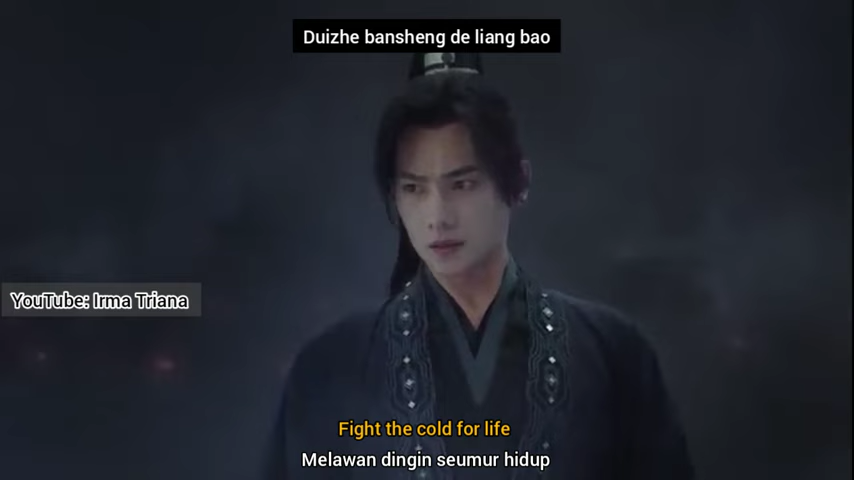 Duizhe bansheng de liang bao
YouTube: Irma Triana
Fight the cold for life
Melawan dingin seumur hidup